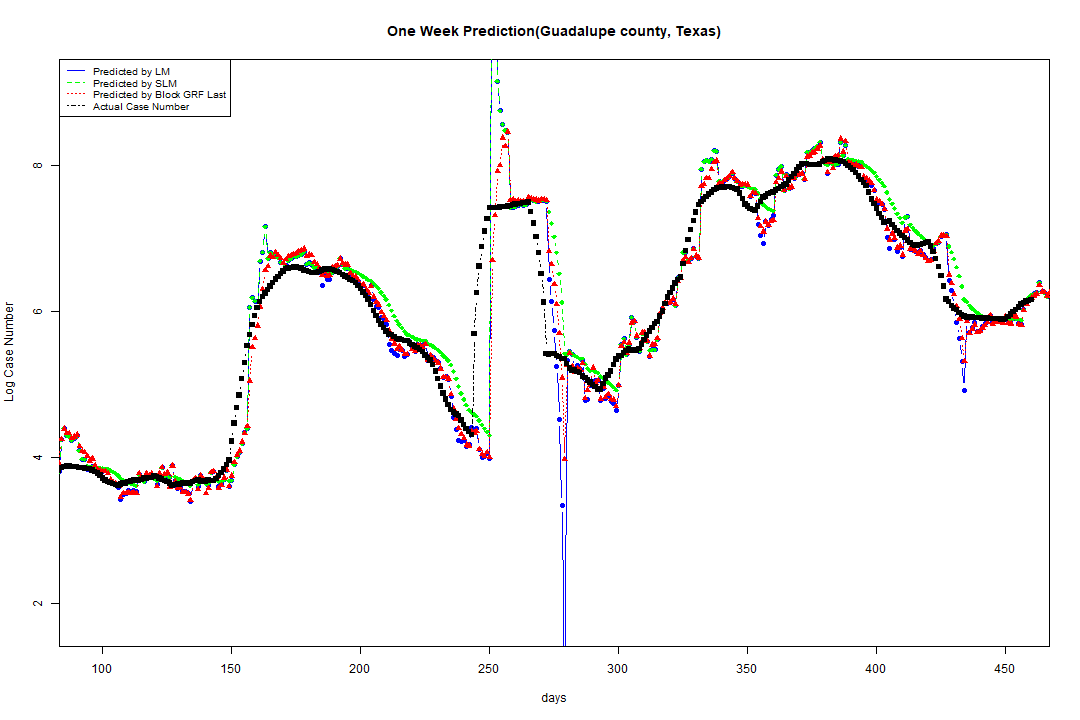 One Week Prediction(Guadalupe county, Texas)
Predicted by LM
Predicted by SLM
Predicted by Block GRF Last
Actual Case Number
Log Case Number
8
6
4
2
100 150 200 250 300 350 400 450
days